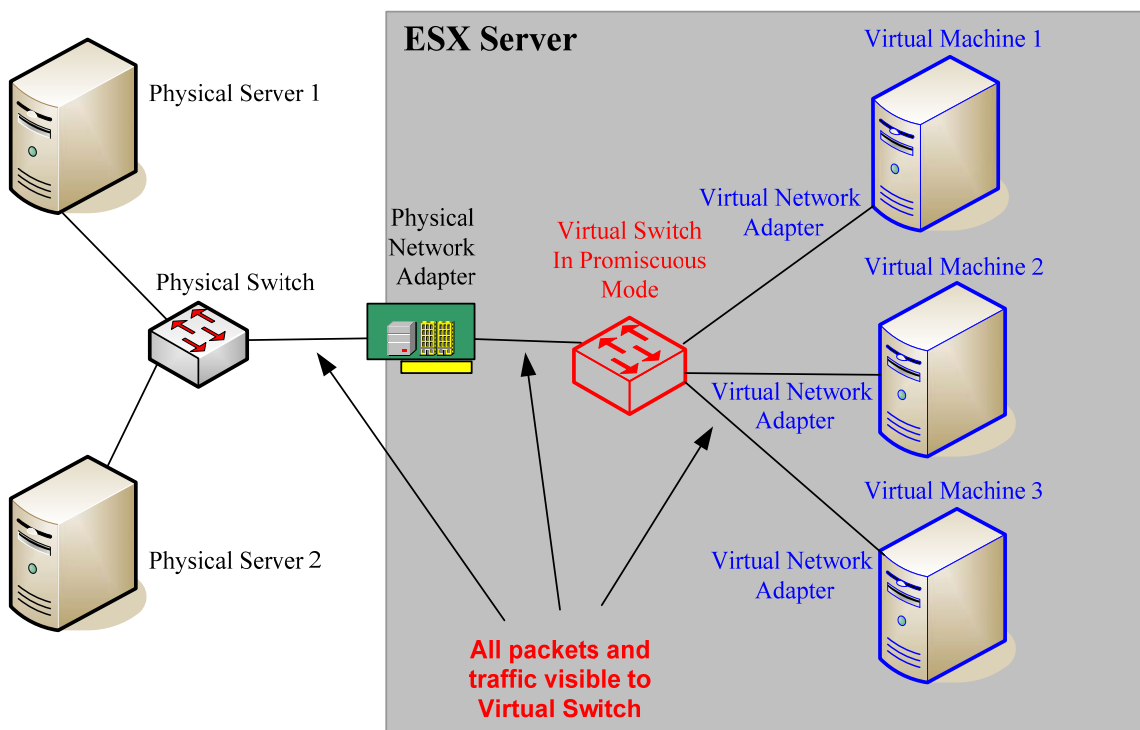 ESX Server
Virtual Machine 1
Physical Server 1
Virtual Network
Adapter
Physical
Network
Adapter
Virtual Switch
In Promiscuous
Mode
Physical Switch
Virtual Machine 2
Virtual Network
Adapter
Virtual Machine 3
Physical Server 2
Virtual Network
Adapter
All packets and
traffic visible to
Virtual Switch